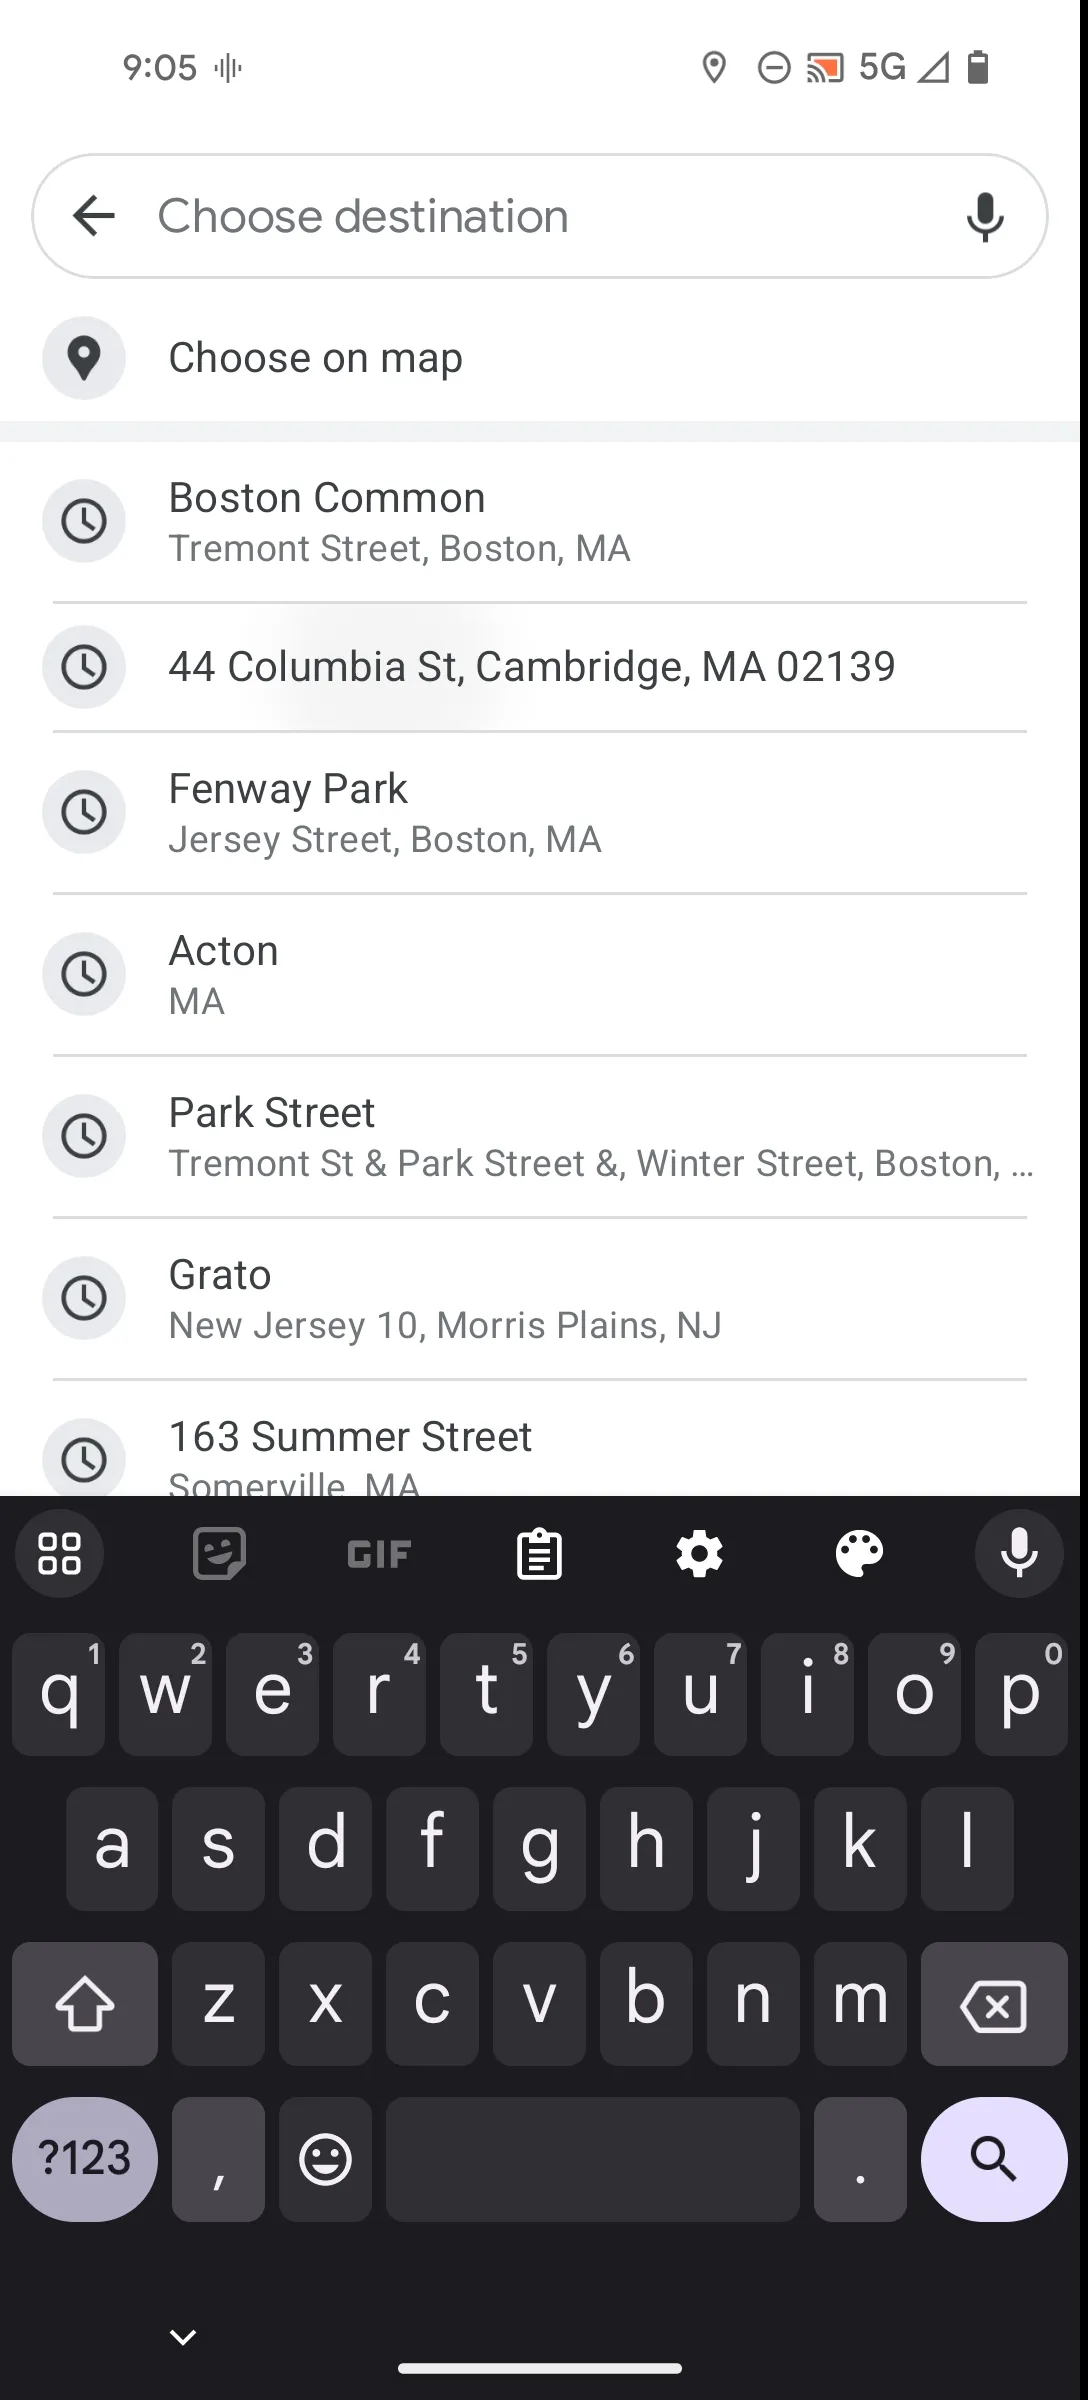 9:05 5G
Choose destination
Choose on map
Boston Common
Tremont Street, Boston, MA
44 Columbia St, Cambridge, MA 02139
Fenway Park
Jersey Street, Boston, MA
Acton
MA
Park Street
Tremont St & Park Street &, Winter Street, Boston, ...
Grato
New Jersey 10, Morris Plains, NJ
163 Summer Street
Somerville, MA
GIF
1 2 3 4 5 6 7 8 9 0
q w e r t y u i o p
a s d f g h j k l
z x c v b n m
?123 , .